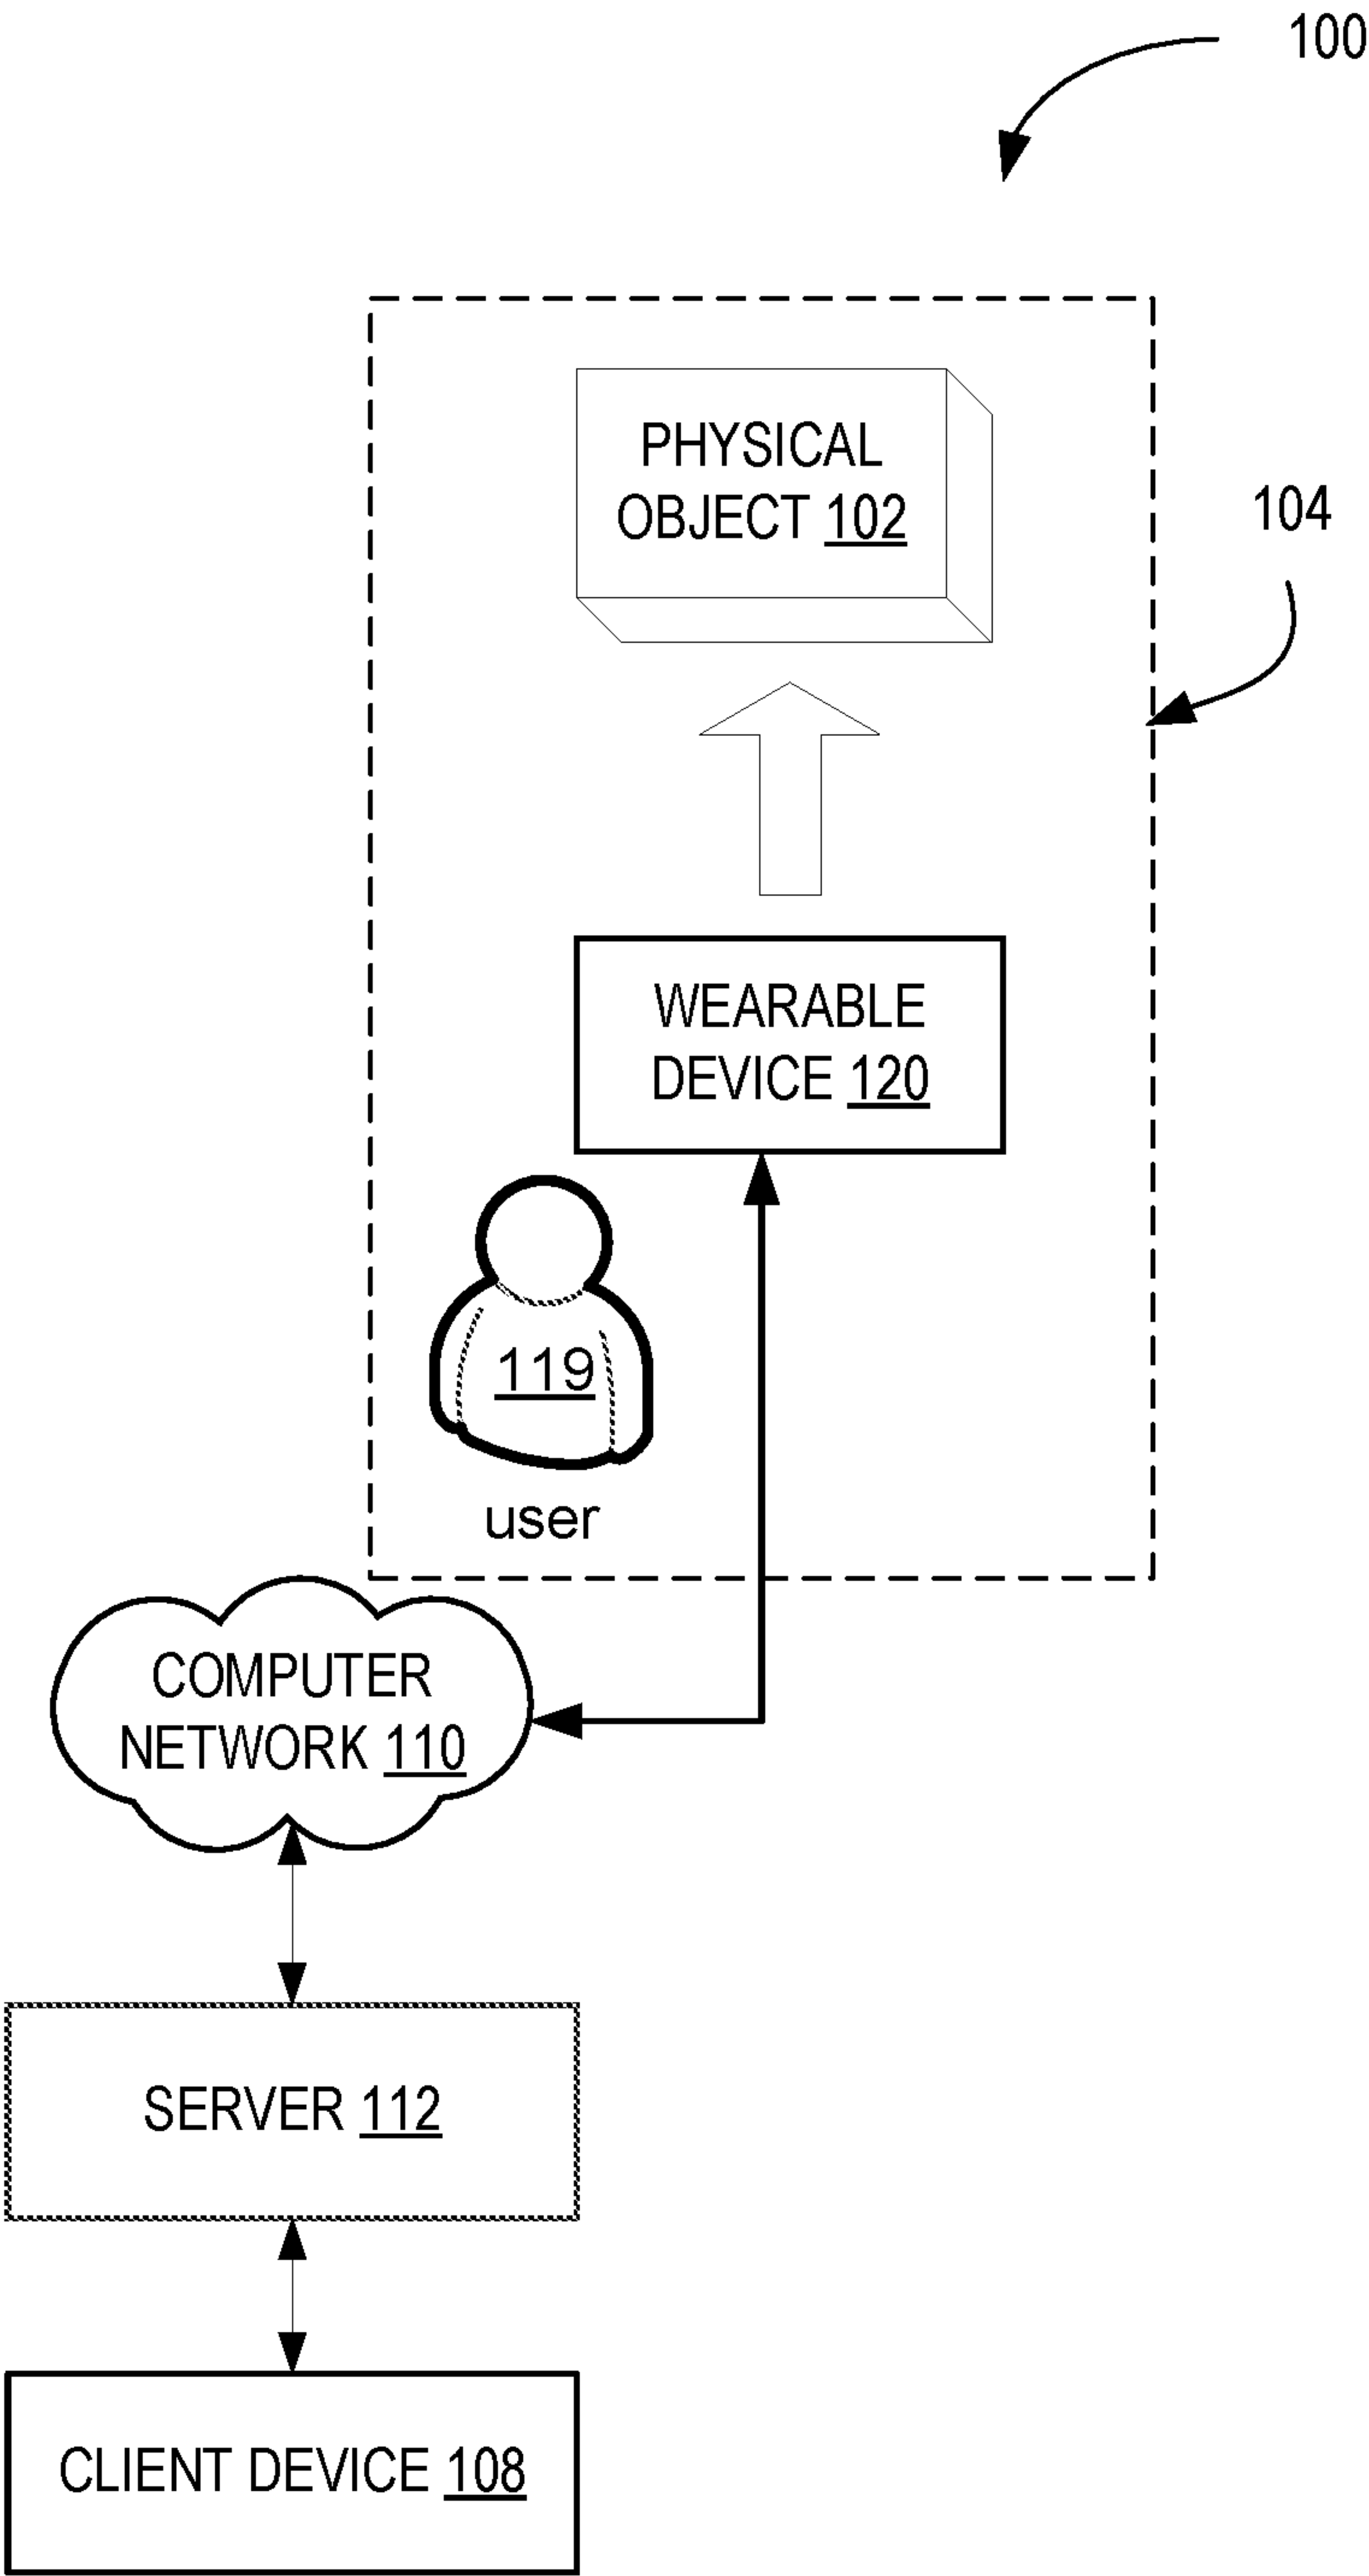 100
PHYSICAL
OBJECT 102
104
WEARABLE
DEVICE 120
119
user
COMPUTER
NETWORK 110
SERVER 112
CLIENT DEVICE 108